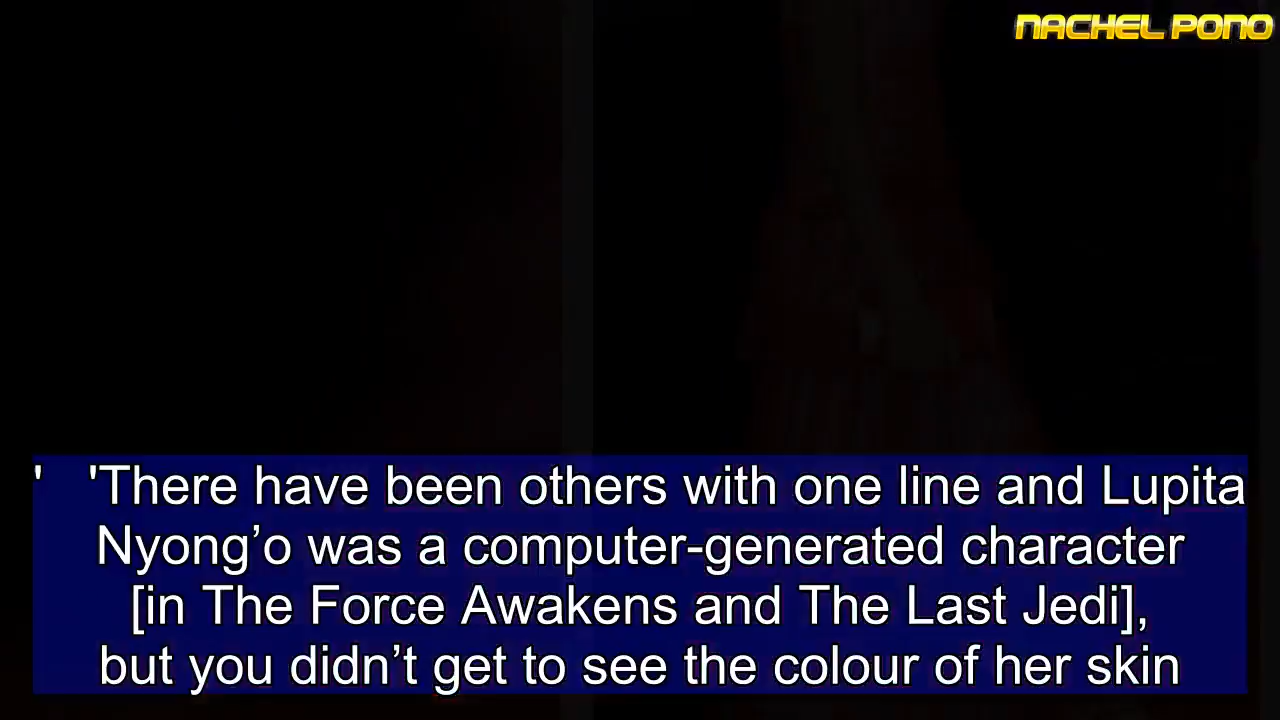 NACHEL PONO
' 'There have been others with one line and Lupita
Nyong’o was a computer-generated character
[in The Force Awakens and The Last Jedi],
but you didn’t get to see the colour of her skin